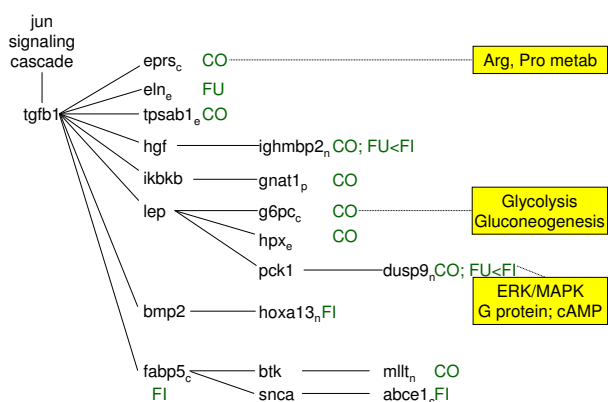 jun
signaling
cascade
tgfb1
eprsc CO Arg, Pro metab
elne FU
tpsab1e CO
hgf ighmbp2n CO; FU<FI
ikbkb gnat1p CO
lep g6pcc CO Glycolysis
Gluconeogenesis
hpxe CO
pck1 dusp9n CO; FU<FI
ERK/MAPK
G protein; cAMP
bmp2 hoxa13n FI
fabp5c btk mlltn CO
FI snca abce1c FI